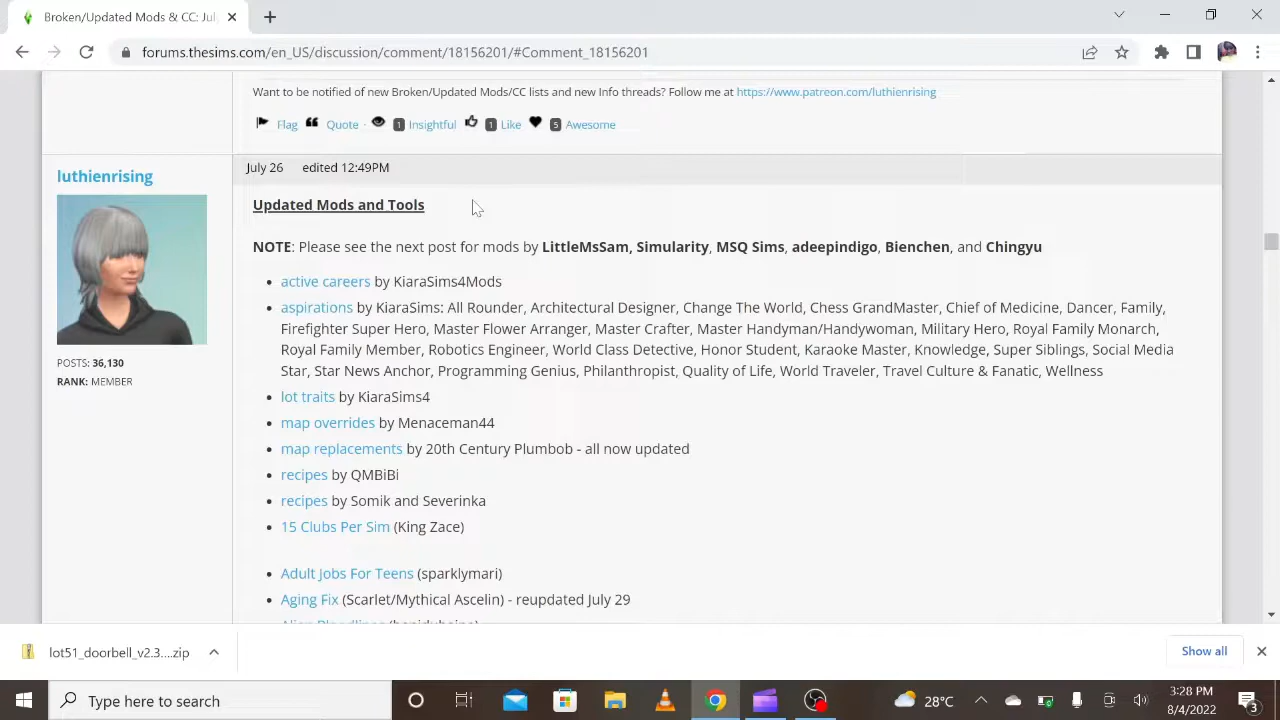 Broken/Updated Mods & CC: Jul
forums.thesims.com/en_US/discussion/comment/18156201/#Comment_18156201
Want to be notified of new Broken/Updated Mods/CC lists and new Info threads? Follow me at https://www.patreon.com/luthienrising
Flag Quote · 1 Insightful 1 Like 5 Awesome
luthienrising
July 26 edited 12:49PM
Updated Mods and Tools
NOTE: Please see the next post for mods by LittleMsSam, Simularity, MSQ Sims, adeepindigo, Bienchen, and Chingyu
POSTS: 36,130
RANK: MEMBER
• active careers by KiaraSims4Mods
• aspirations by KiaraSims: All Rounder, Architectural Designer, Change The World, Chess GrandMaster, Chief of Medicine, Dancer, Family,
Firefighter Super Hero, Master Flower Arranger, Master Crafter, Master Handyman/Handywoman, Military Hero, Royal Family Monarch,
Royal Family Member, Robotics Engineer, World Class Detective, Honor Student, Karaoke Master, Knowledge, Super Siblings, Social Media
Star, Star News Anchor, Programming Genius, Philanthropist, Quality of Life, World Traveler, Travel Culture & Fanatic, Wellness
• lot traits by KiaraSims4
• map overrides by Menaceman44
• map replacements by 20th Century Plumbob - all now updated
• recipes by QMBiBi
• recipes by Somik and Severinka
• 15 Clubs Per Sim (King Zace)
• Adult Jobs For Teens (sparklymari)
• Aging Fix (Scarlet/Mythical Ascelin) - reupdated July 29
lot51_doorbell_v2.3....zip
Show all
Type here to search
28°C
3:28 PM
8/4/2022
3